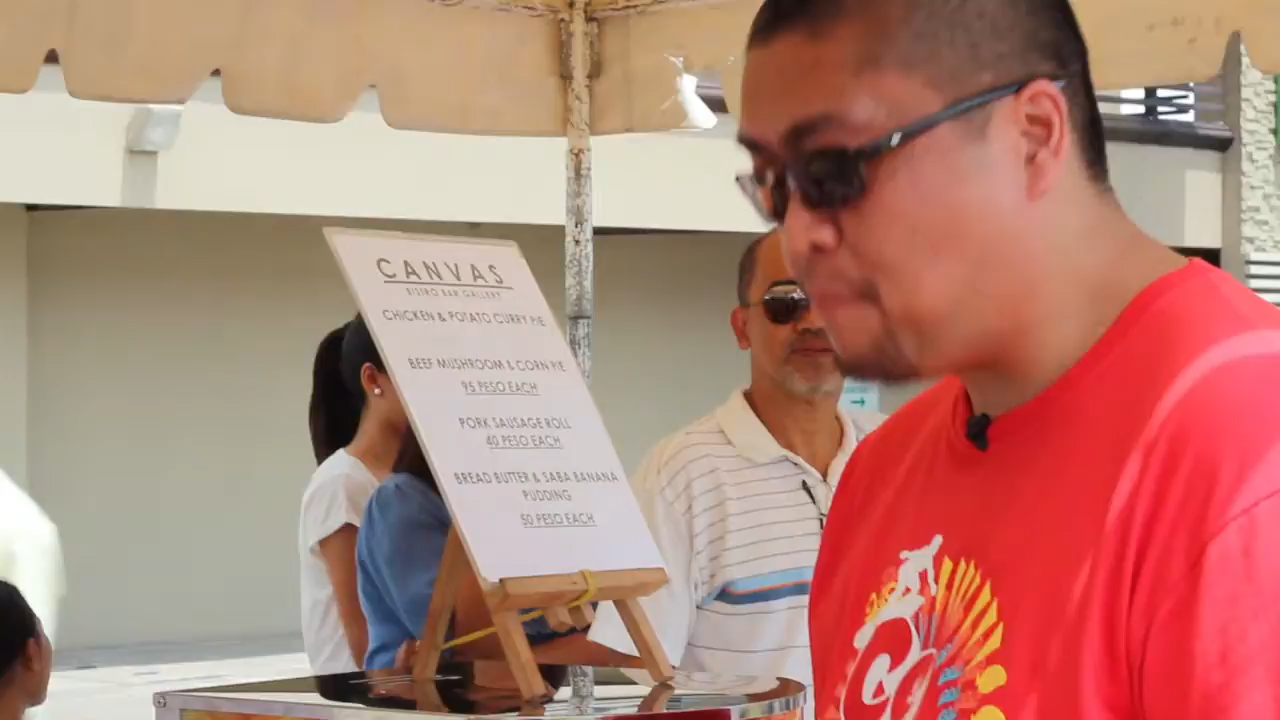 CANVAS
BISTRO BAR GALLERY
CHICKEN & POTATO CURRY PIE
BEEF MUSHROOM & CORN PIE
95 PESO EACH
PORK SAUSAGE ROLL
40 PESO EACH
BREAD BUTTER & SABA BANANA
PUDDING
50 PESO EACH